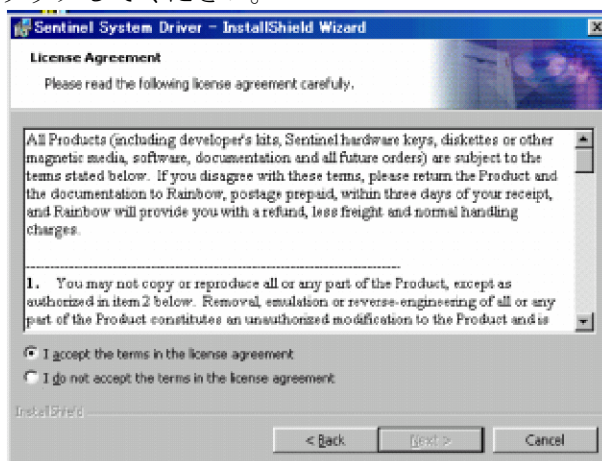 してください。
Sentinel System Driver - InstallShield Wizard
License Agreement
Please read the following license agreement carefuly.
All Products (including developer's kits, Sentinel hardware keys, diskettes or other
magnetic media, software, documentation and all future orders) are subject to the
terms stated below. If you disagree with these terms, please return the Product and
the documentation to Rainbow, postage prepaid, within three days of your receipt,
and Rainbow will provide you with a refund, less freight and normal handling
charges.
1. You may not copy or reproduce all or any part of the Product, except as
authorized in item 2 below. Removal, emulation or reverse-engineering of all or any
part of the Product constitutes an unauthorized modification to the Product and is
I accept the terms in the license agreement
I do not accept the terms in the license agreement
InstallShield
< Back
Next >
Cancel